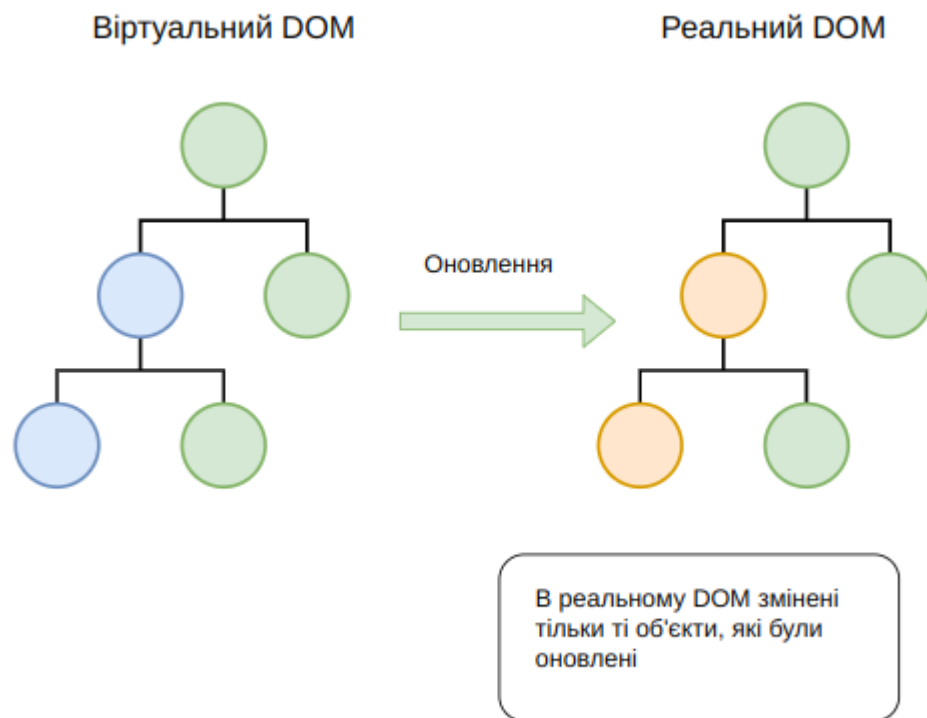 Віртуальний DOM
Реальний DOM
Оновлення
В реальному DOM змінені
тільки ті об'єкти, які були
оновлені